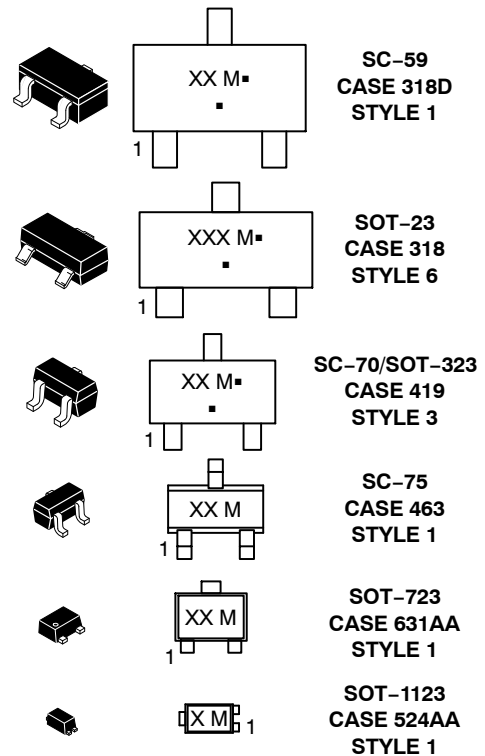 XX M▪
▪
1
SC−59
CASE 318D
STYLE 1
XXX M▪
▪
1
SOT−23
CASE 318
STYLE 6
XX M▪
▪
1
SC−70/SOT−323
CASE 419
STYLE 3
XX M
1
SC−75
CASE 463
STYLE 1
XX M
1
SOT−723
CASE 631AA
STYLE 1
X M
1
SOT−1123
CASE 524AA
STYLE 1